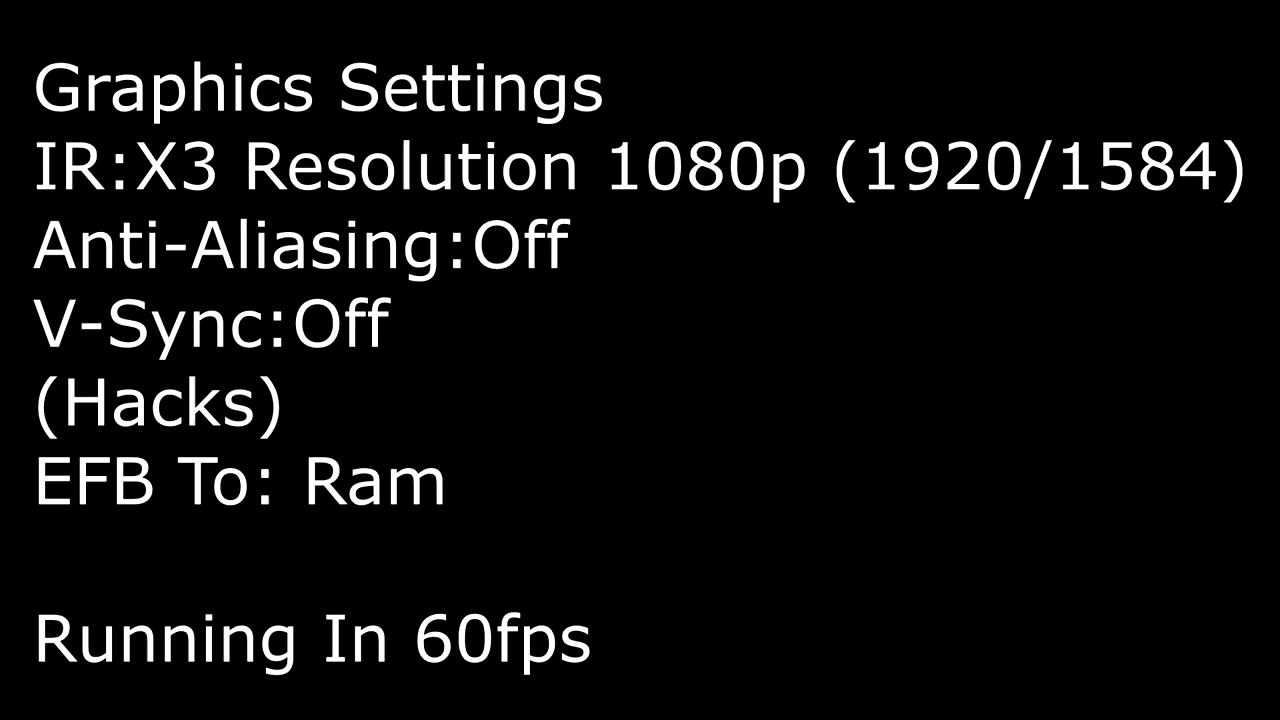 Graphics Settings
IR:X3 Resolution 1080p (1920/1584)
Anti-Aliasing:Off
V-Sync:Off
(Hacks)
EFB To: Ram
Running In 60fps